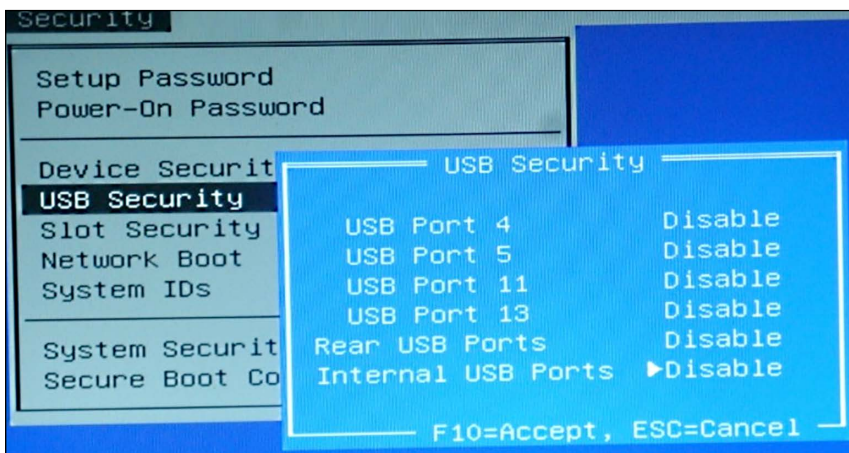 Security
Setup Password
Power-On Password
Device Securit
USB Security
Slot Security
Network Boot
System IDs
System Securit
Secure Boot Co
USB Security
USB Port 4 Disable
USB Port 5 Disable
USB Port 11 Disable
USB Port 13 Disable
Rear USB Ports Disable
Internal USB Ports ▶Disable
F10=Accept, ESC=Cancel